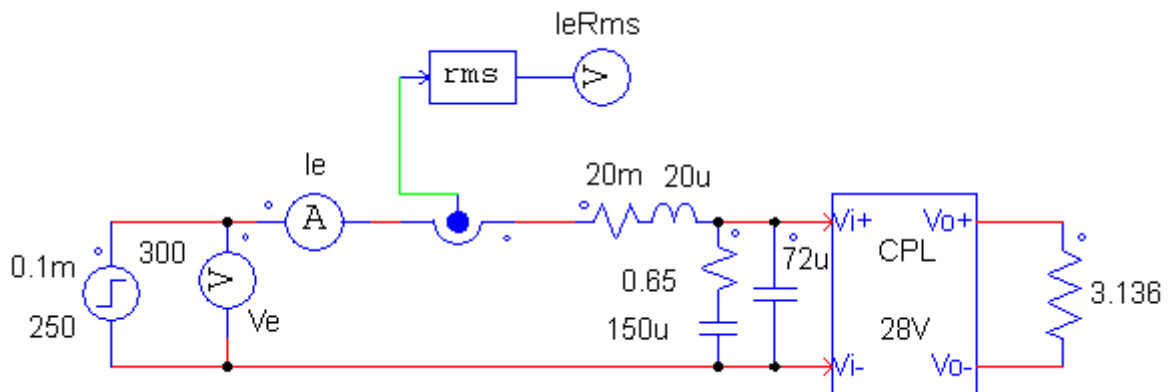 IeRms
rms
V
Ie
A
20m
20u
0.1m
250
300
V
Ve
0.65
150u
72u
Vi+
Vo+
CPL
28V
Vi-
Vo-
3.136